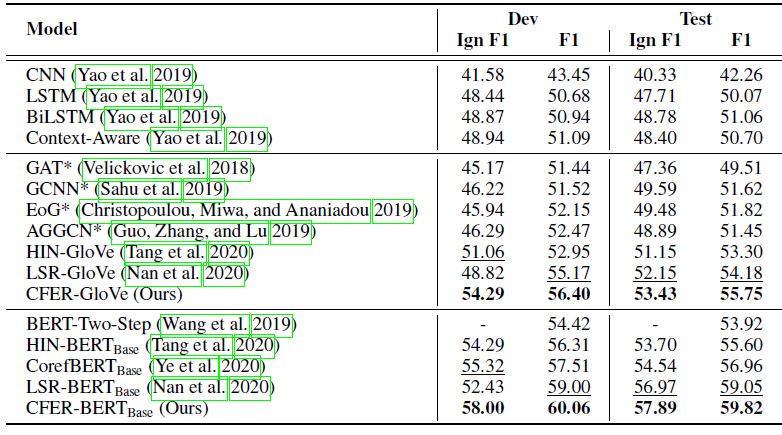 Model Dev Test
Ign F1 F1 Ign F1 F1
CNN (Yao et al. 2019) 41.58 43.45 40.33 42.26
LSTM (Yao et al. 2019) 48.44 50.68 47.71 50.07
BiLSTM (Yao et al. 2019) 48.87 50.94 48.78 51.06
Context-Aware (Yao et al. 2019) 48.94 51.09 48.40 50.70
GAT* (Velickovic et al. 2018) 45.17 51.44 47.36 49.51
GCNN* (Sahu et al. 2019) 46.22 51.52 49.59 51.62
EoG* (Christopoulou, Miwa, and Ananiadou 2019) 45.94 52.15 49.48 51.82
AGGCN* (Guo, Zhang, and Lu 2019) 46.29 52.47 48.89 51.45
HIN-GloVe (Tang et al. 2020) 51.06 52.95 51.15 53.30
LSR-GloVe (Nan et al. 2020) 48.82 55.17 52.15 54.18
CFER-GloVe (Ours) 54.29 56.40 53.43 55.75
BERT-Two-Step (Wang et al. 2019) - 54.42 - 53.92
HIN-BERTBase (Tang et al. 2020) 54.29 56.31 53.70 55.60
CorefBERTBase (Ye et al. 2020) 55.32 57.51 54.54 56.96
LSR-BERTBase (Nan et al. 2020) 52.43 59.00 56.97 59.05
CFER-BERTBase (Ours) 58.00 60.06 57.89 59.82